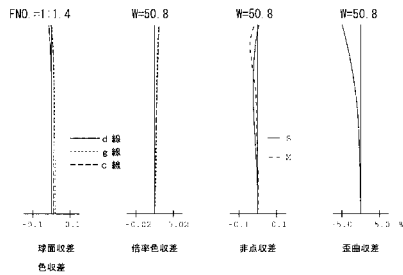 FNO.=1:1.4
W=50.8
W=50.8
W=50.8
d 線
g 線
c 線
S
M
-0.1 0.1
-0.02 0.02
-0.1 0.1
-5.0 5.0 %
球面収差
色収差
倍率色収差
非点収差
歪曲収差